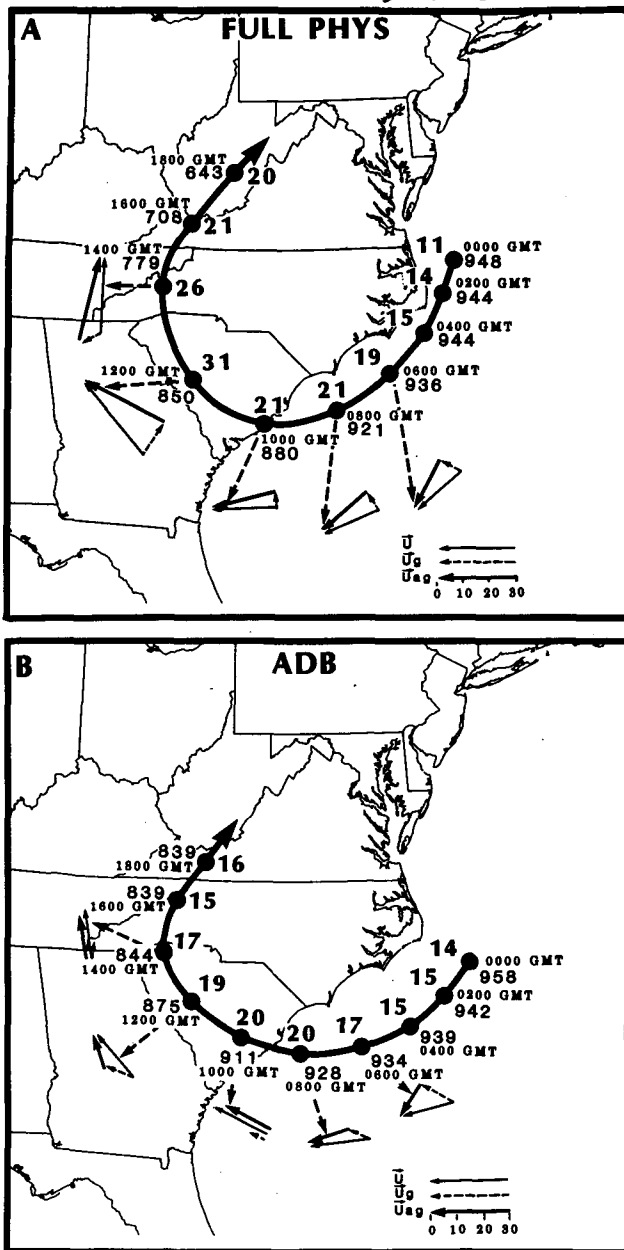 A
FULL PHYS
1800 GMT
643
20
1600 GMT
708
21
1400 GMT
779
26
11
0000 GMT
948
14
0200 GMT
944
15
0400 GMT
944
31
1200 GMT
850
19
0600 GMT
936
21
0800 GMT
921
21
1000 GMT
880
U
Ug
Uag
0 10 20 30
B
ADB
839
1800 GMT
16
839
1600 GMT
15
844
17
1400 GMT
14
0000 GMT
958
15
0200 GMT
942
15
939
0400 GMT
19
875
1200 GMT
20
911
1000 GMT
20
928
0800 GMT
17
934
0600 GMT
U
Ug
Uag
0 10 20 30